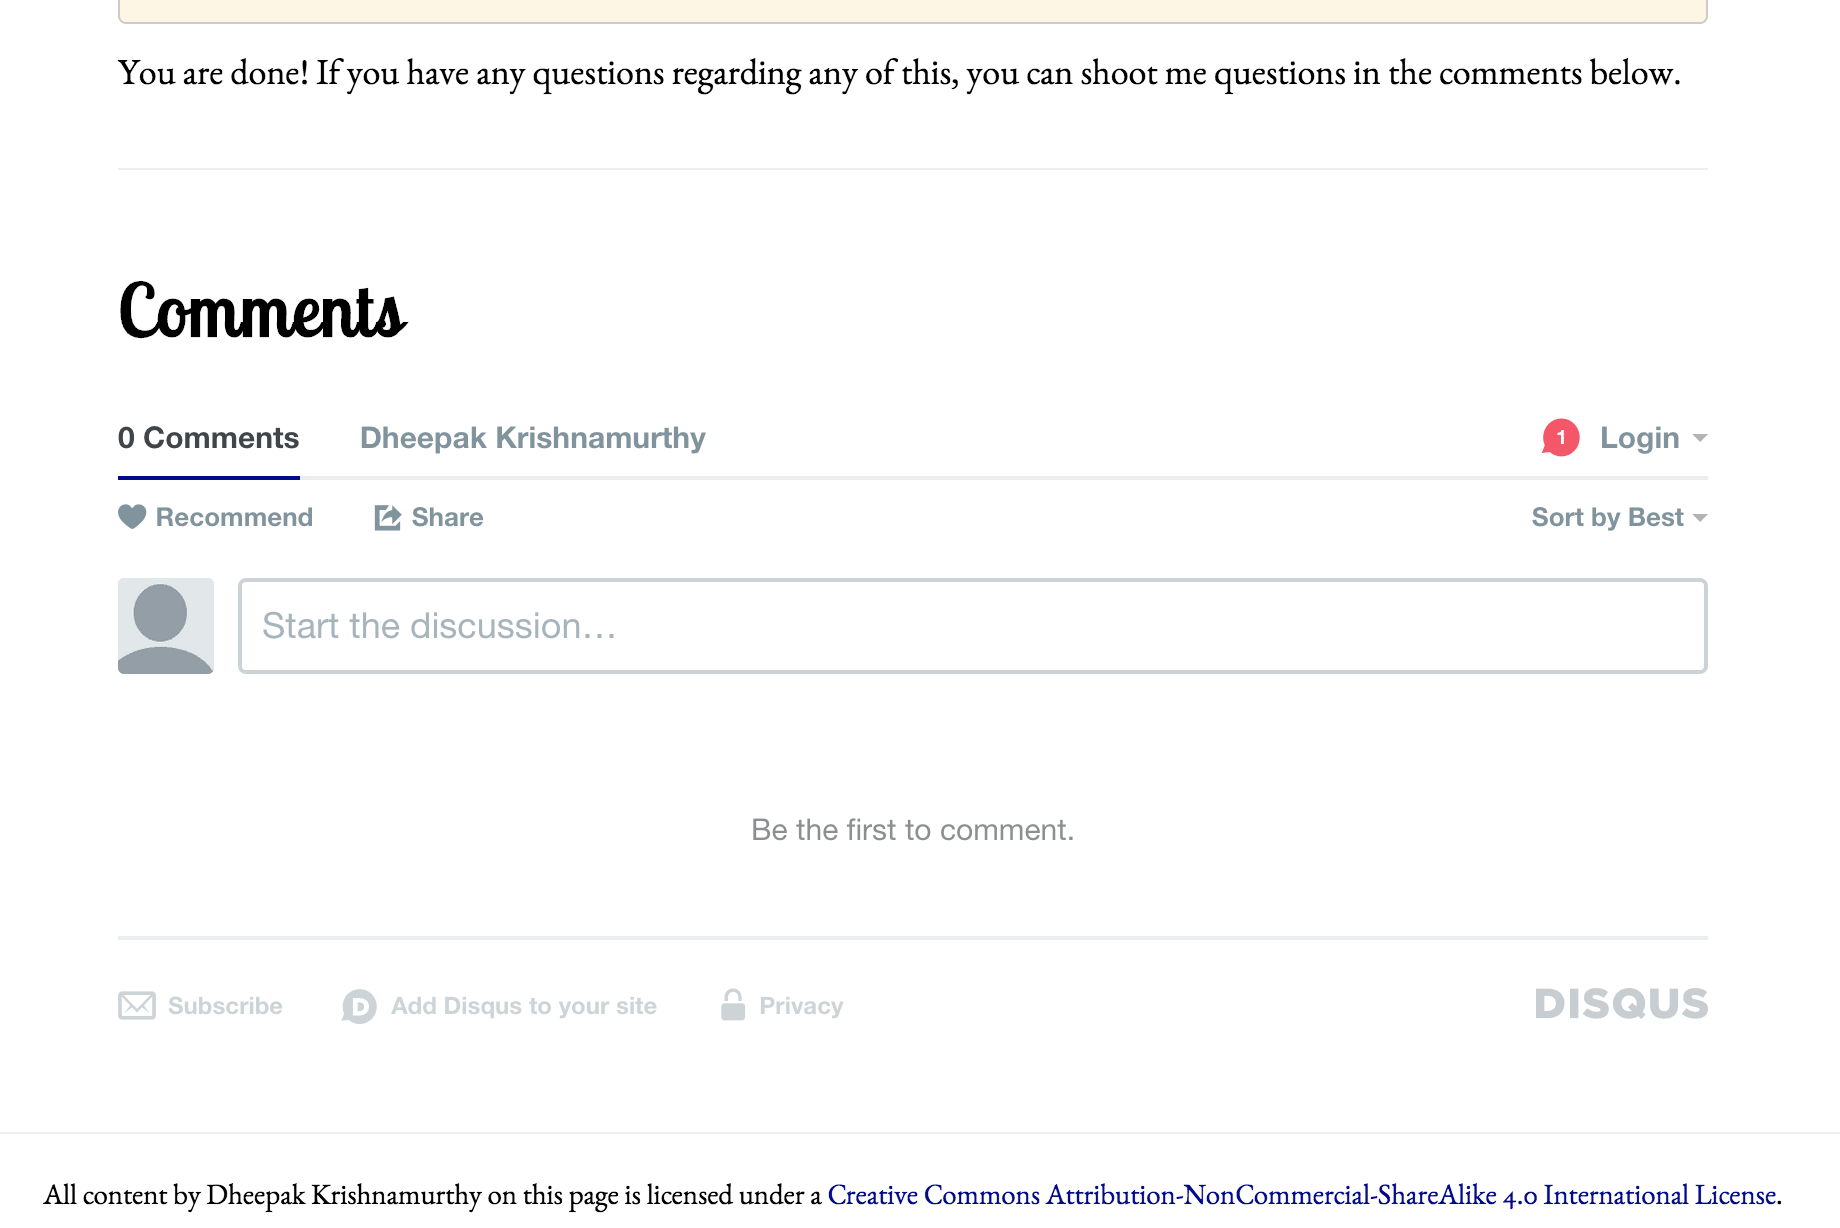 You are done! If you have any questions regarding any of this, you can shoot me questions in the comments below.
Comments
0 Comments Dheepak Krishnamurthy 1 Login
Recommend Share Sort by Best
Start the discussion…
Be the first to comment.
Subscribe D Add Disqus to your site Privacy DISQUS
All content by Dheepak Krishnamurthy on this page is licensed under a Creative Commons Attribution-NonCommercial-ShareAlike 4.0 International License.